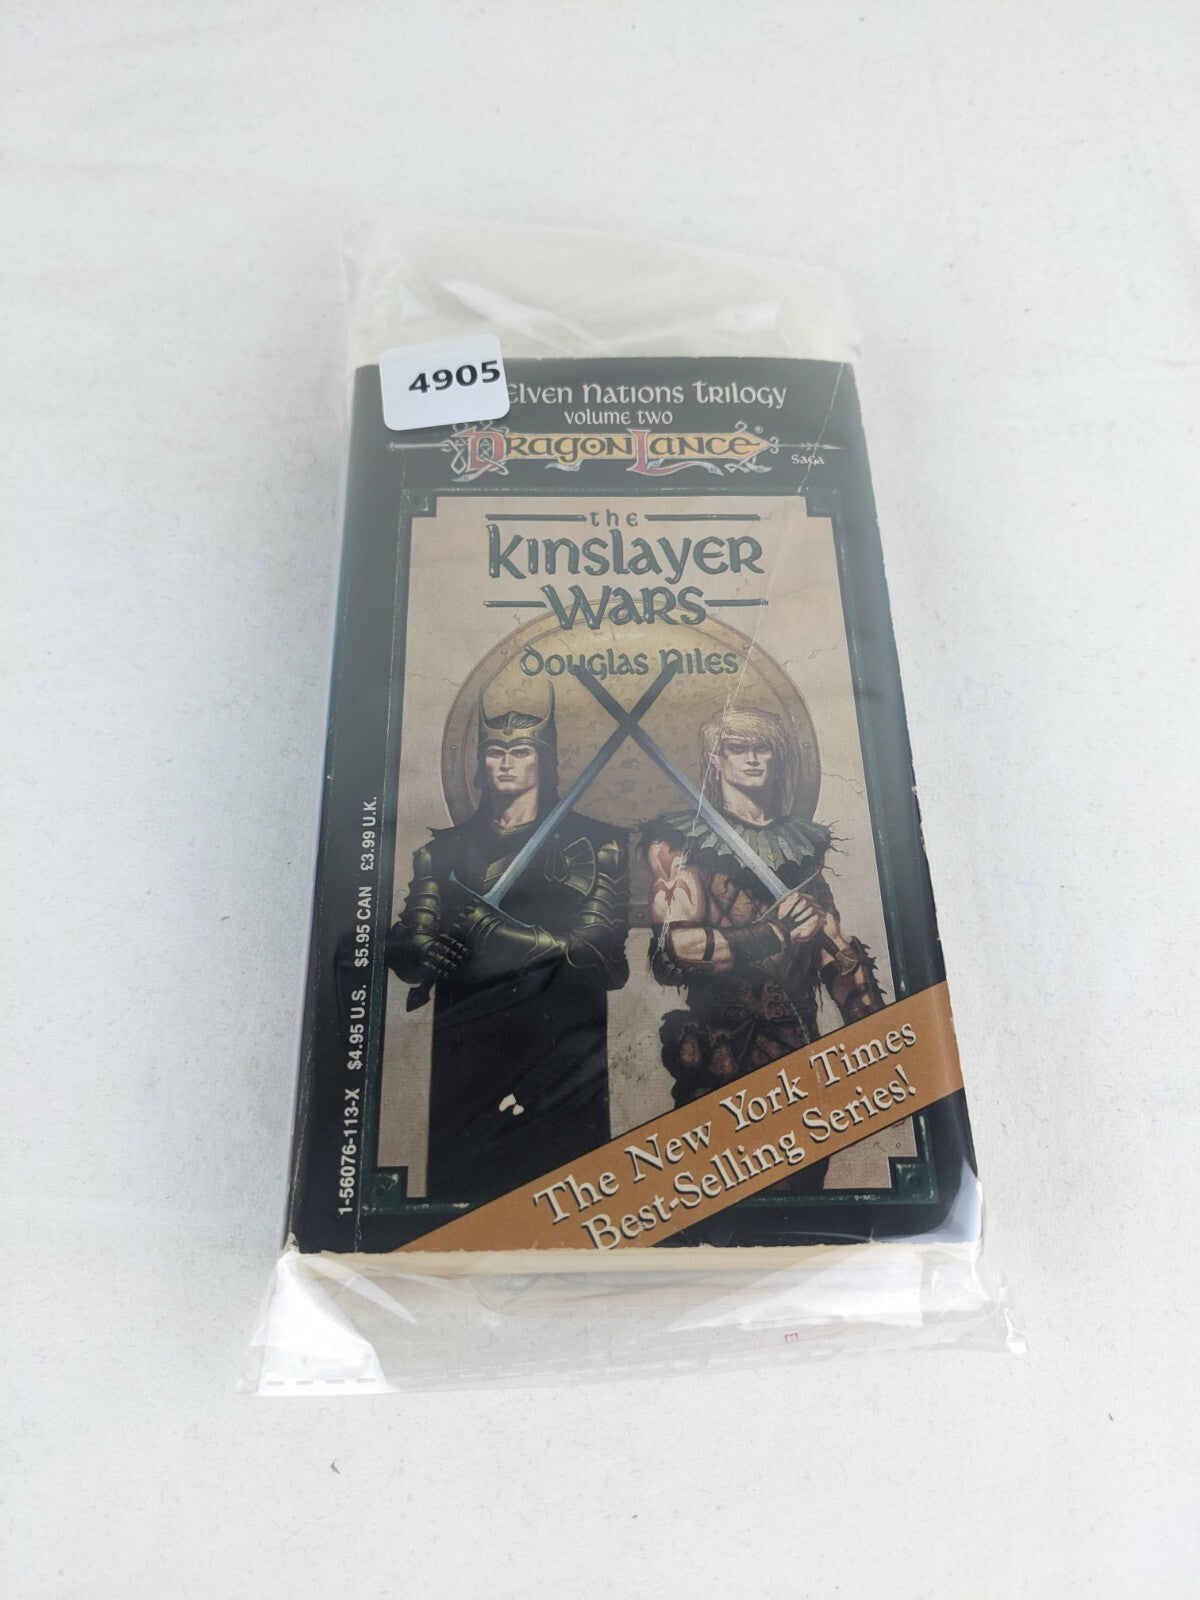 4905
Elven Nations Trilogy
Volume Two
DragonLance®
Saga
the
Kinslayer
Wars
Douglas Niles
1-56076-113-X $4.95 U.S. $5.95 CAN £3.99 U.K.
The New York Times
Best-Selling Series!